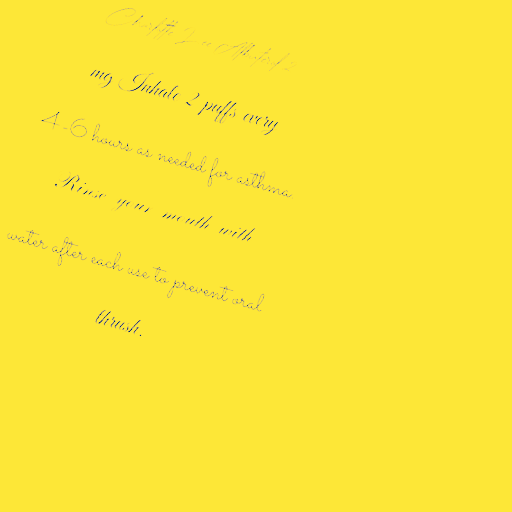 mg Inhale 2 puffs every
4-6 hours as needed for asthma
Rinse your mouth with
water after each use to prevent oral
thrush.